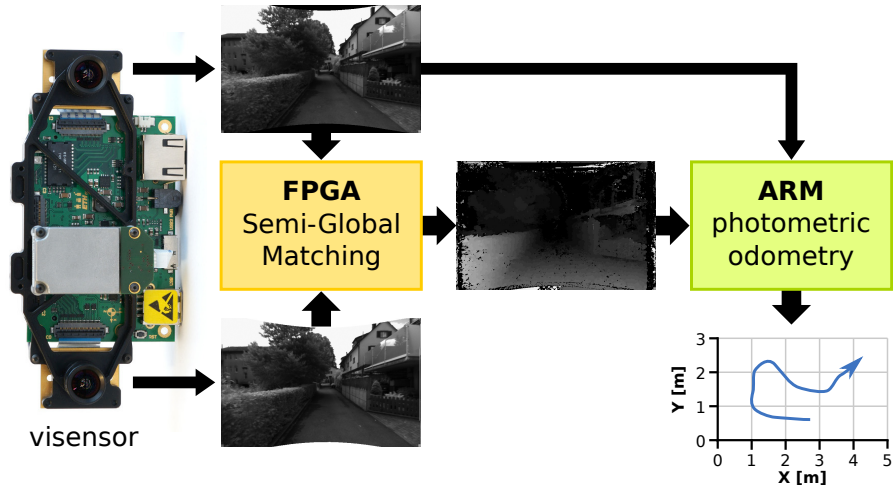 FPGA
Semi-Global
Matching
ARM
photometric
odometry
visensor
Y [m]
3
2
1
0
0 1 2 3 4 5
X [m]